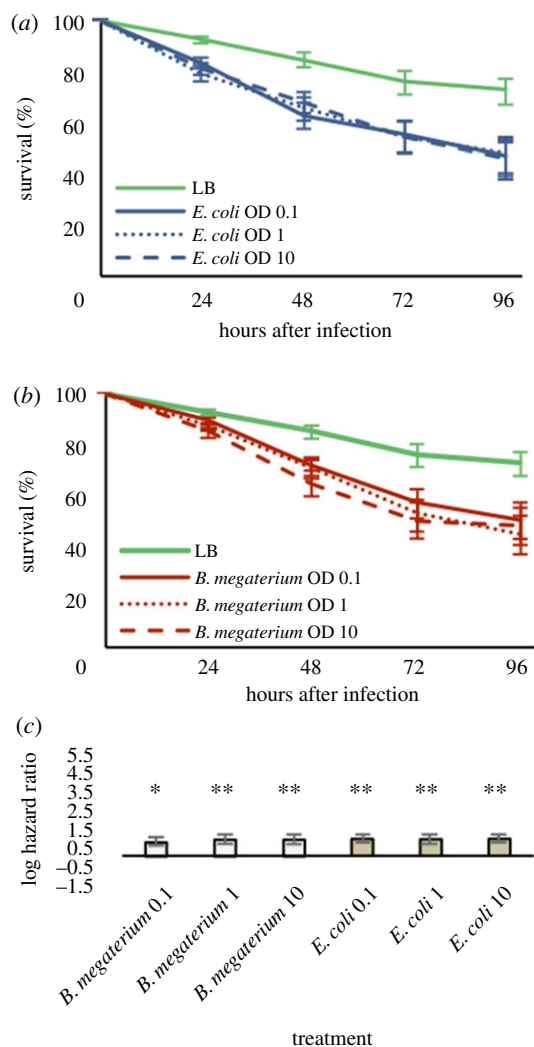 (a)
100
80
60
40
20
0
survival (%)
LB
E. coli OD 0.1
E. coli OD 1
E. coli OD 10
24 48 72 96
hours after infection
(b)
100
80
60
40
20
0
survival (%)
LB
B. megaterium OD 0.1
B. megaterium OD 1
B. megaterium OD 10
24 48 72 96
hours after infection
(c)
log hazard ratio
5.5
4.5
3.5
2.5
1.5
0.5
–0.5
–1.5
* ** ** ** ** **
B. megaterium 0.1
B. megaterium 1
B. megaterium 10
E. coli 0.1
E. coli 1
E. coli 10
treatment